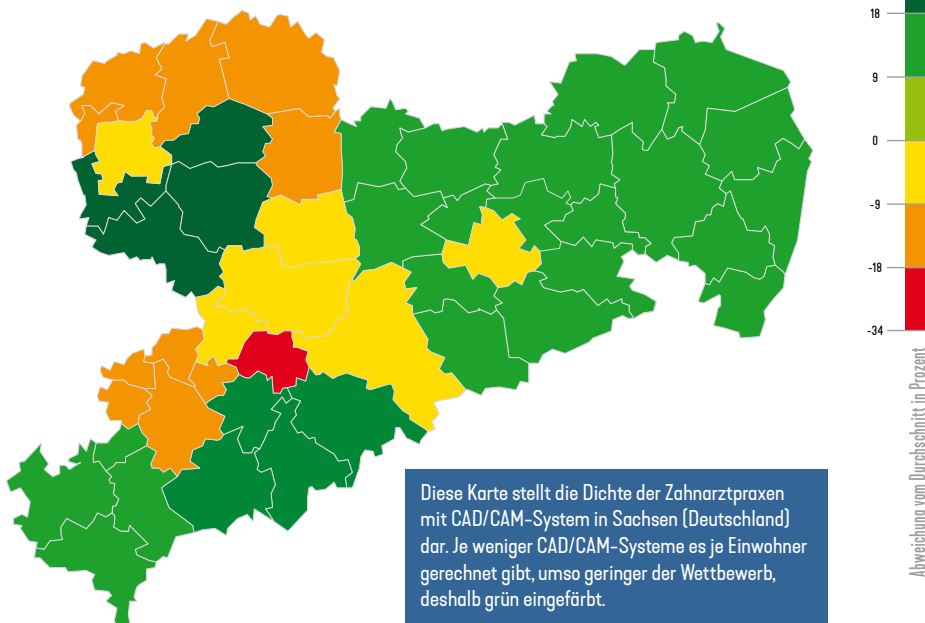 18
9
0
-9
-18
-34
Abweichung vom Durchschnitt in Prozent
Diese Karte stellt die Dichte der Zahnarztpraxen
mit CAD/CAM-System in Sachsen (Deutschland)
dar. Je weniger CAD/CAM-Systeme es je Einwohner
gerechnet gibt, umso geringer der Wettbewerb,
deshalb grün eingefärbt.